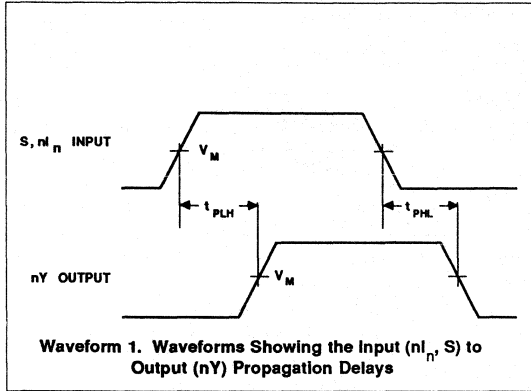 S, nIn INPUT
VM
tPLH
tPHL
nY OUTPUT
VM
Waveform 1. Waveforms Showing the Input (nIn, S) to
Output (nY) Propagation Delays